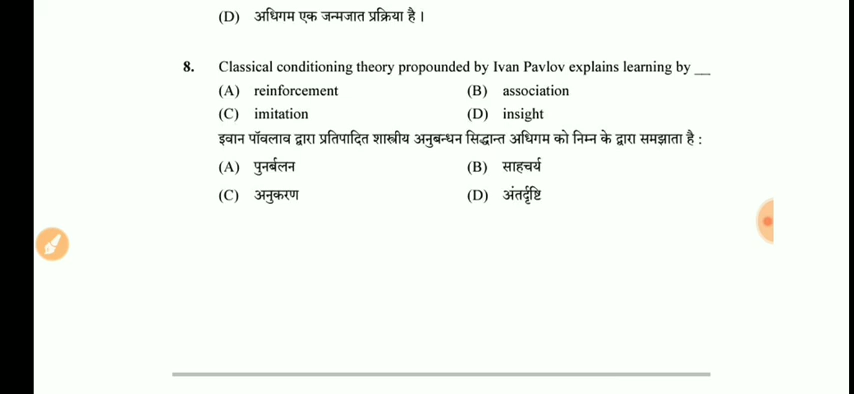 (D) अधिगम एक जन्मजात प्रक्रिया है ।
8. Classical conditioning theory propounded by Ivan Pavlov explains learning by __
(A) reinforcement (B) association
(C) imitation (D) insight
इवान पॉवलाव द्वारा प्रतिपादित शास्त्रीय अनुबन्धन सिद्धान्त अधिगम को निम्न के द्वारा समझाता है :
(A) पुनर्बलन (B) साहचर्य
(C) अनुकरण (D) अंतर्दृष्टि